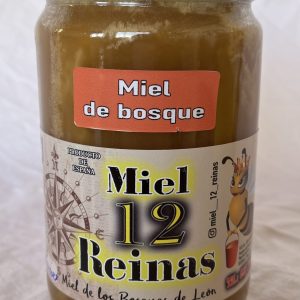 Miel
de bosque
PRODUCTO
DE
ESPAÑA
Miel
12
Reinas
miel_12_reinas
Miel de los Bosques de León